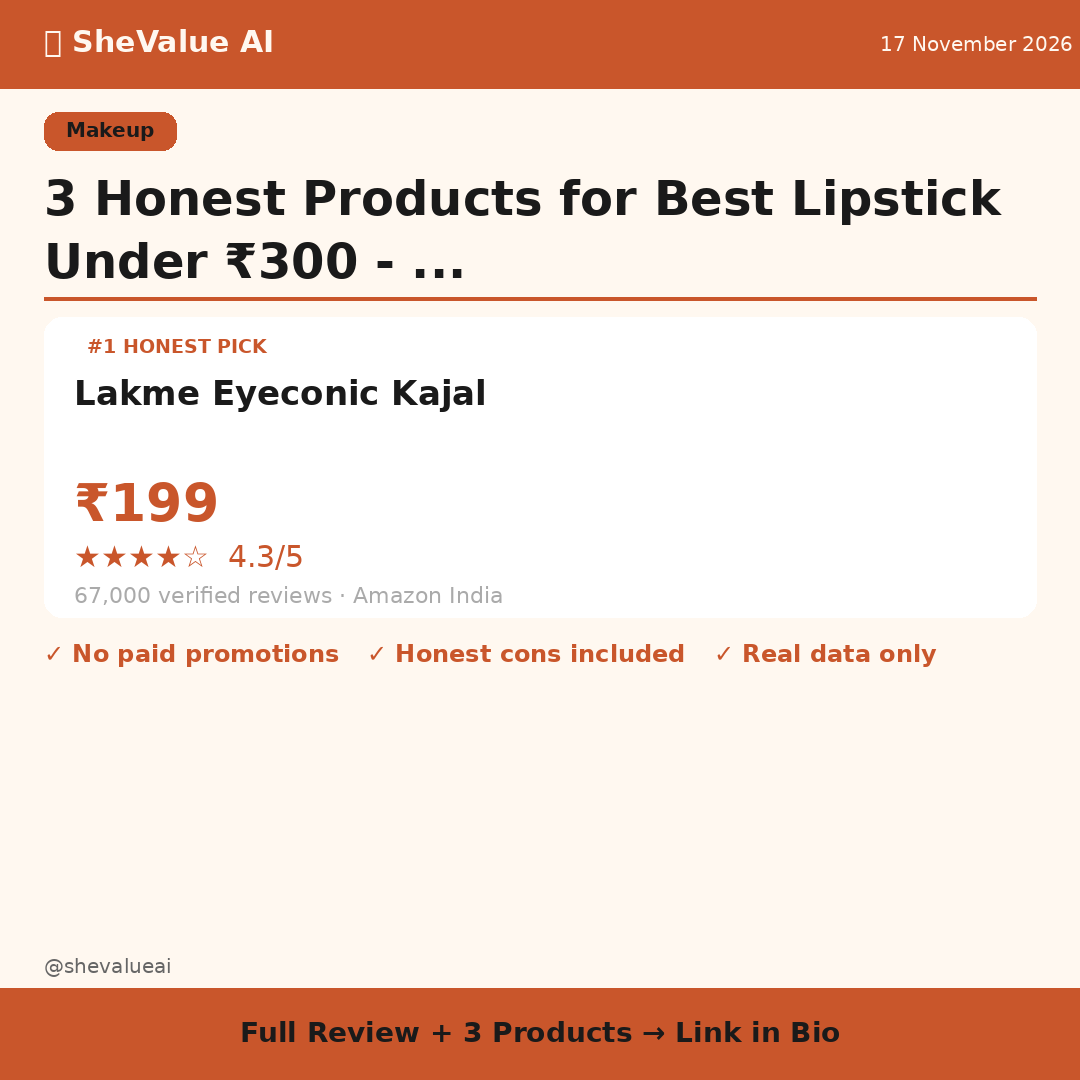 SheValue AI
17 November 2026
Makeup
3 Honest Products for Best Lipstick
Under ₹300 - ...
#1 HONEST PICK
Lakme Eyeconic Kajal
₹199
★★★★☆ 4.3/5
67,000 verified reviews · Amazon India
✓ No paid promotions ✓ Honest cons included ✓ Real data only
@shevalueai
Full Review + 3 Products → Link in Bio